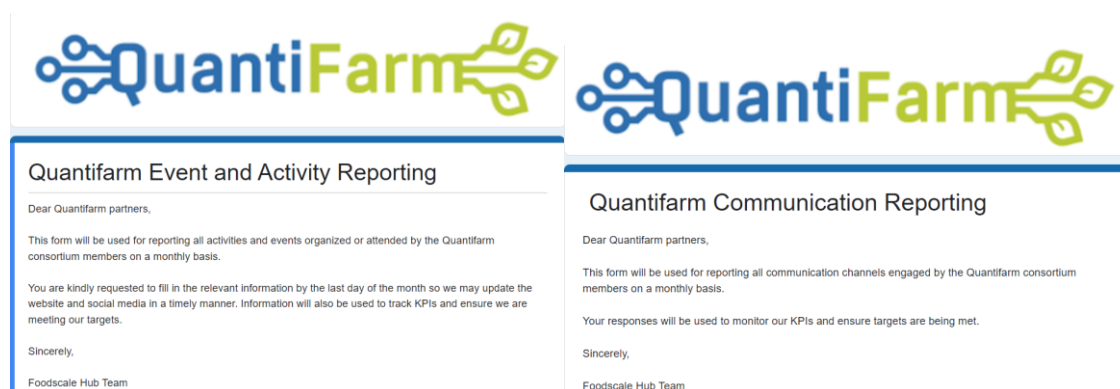 QuantiFarm
Quantifarm Event and Activity Reporting
Dear Quantifarm partners,
This form will be used for reporting all activities and events organized or attended by the Quantifarm
consortium members on a monthly basis.
You are kindly requested to fill in the relevant information by the last day of the month so we may update the
website and social media in a timely manner. Information will also be used to track KPIs and ensure we are
meeting our targets.
Sincerely,
Foodscale Hub Team
QuantiFarm
Quantifarm Communication Reporting
Dear Quantifarm partners,
This form will be used for reporting all communication channels engaged by the Quantifarm consortium
members on a monthly basis.
Your responses will be used to monitor our KPIs and ensure targets are being met.
Sincerely,
Foodscale Hub Team